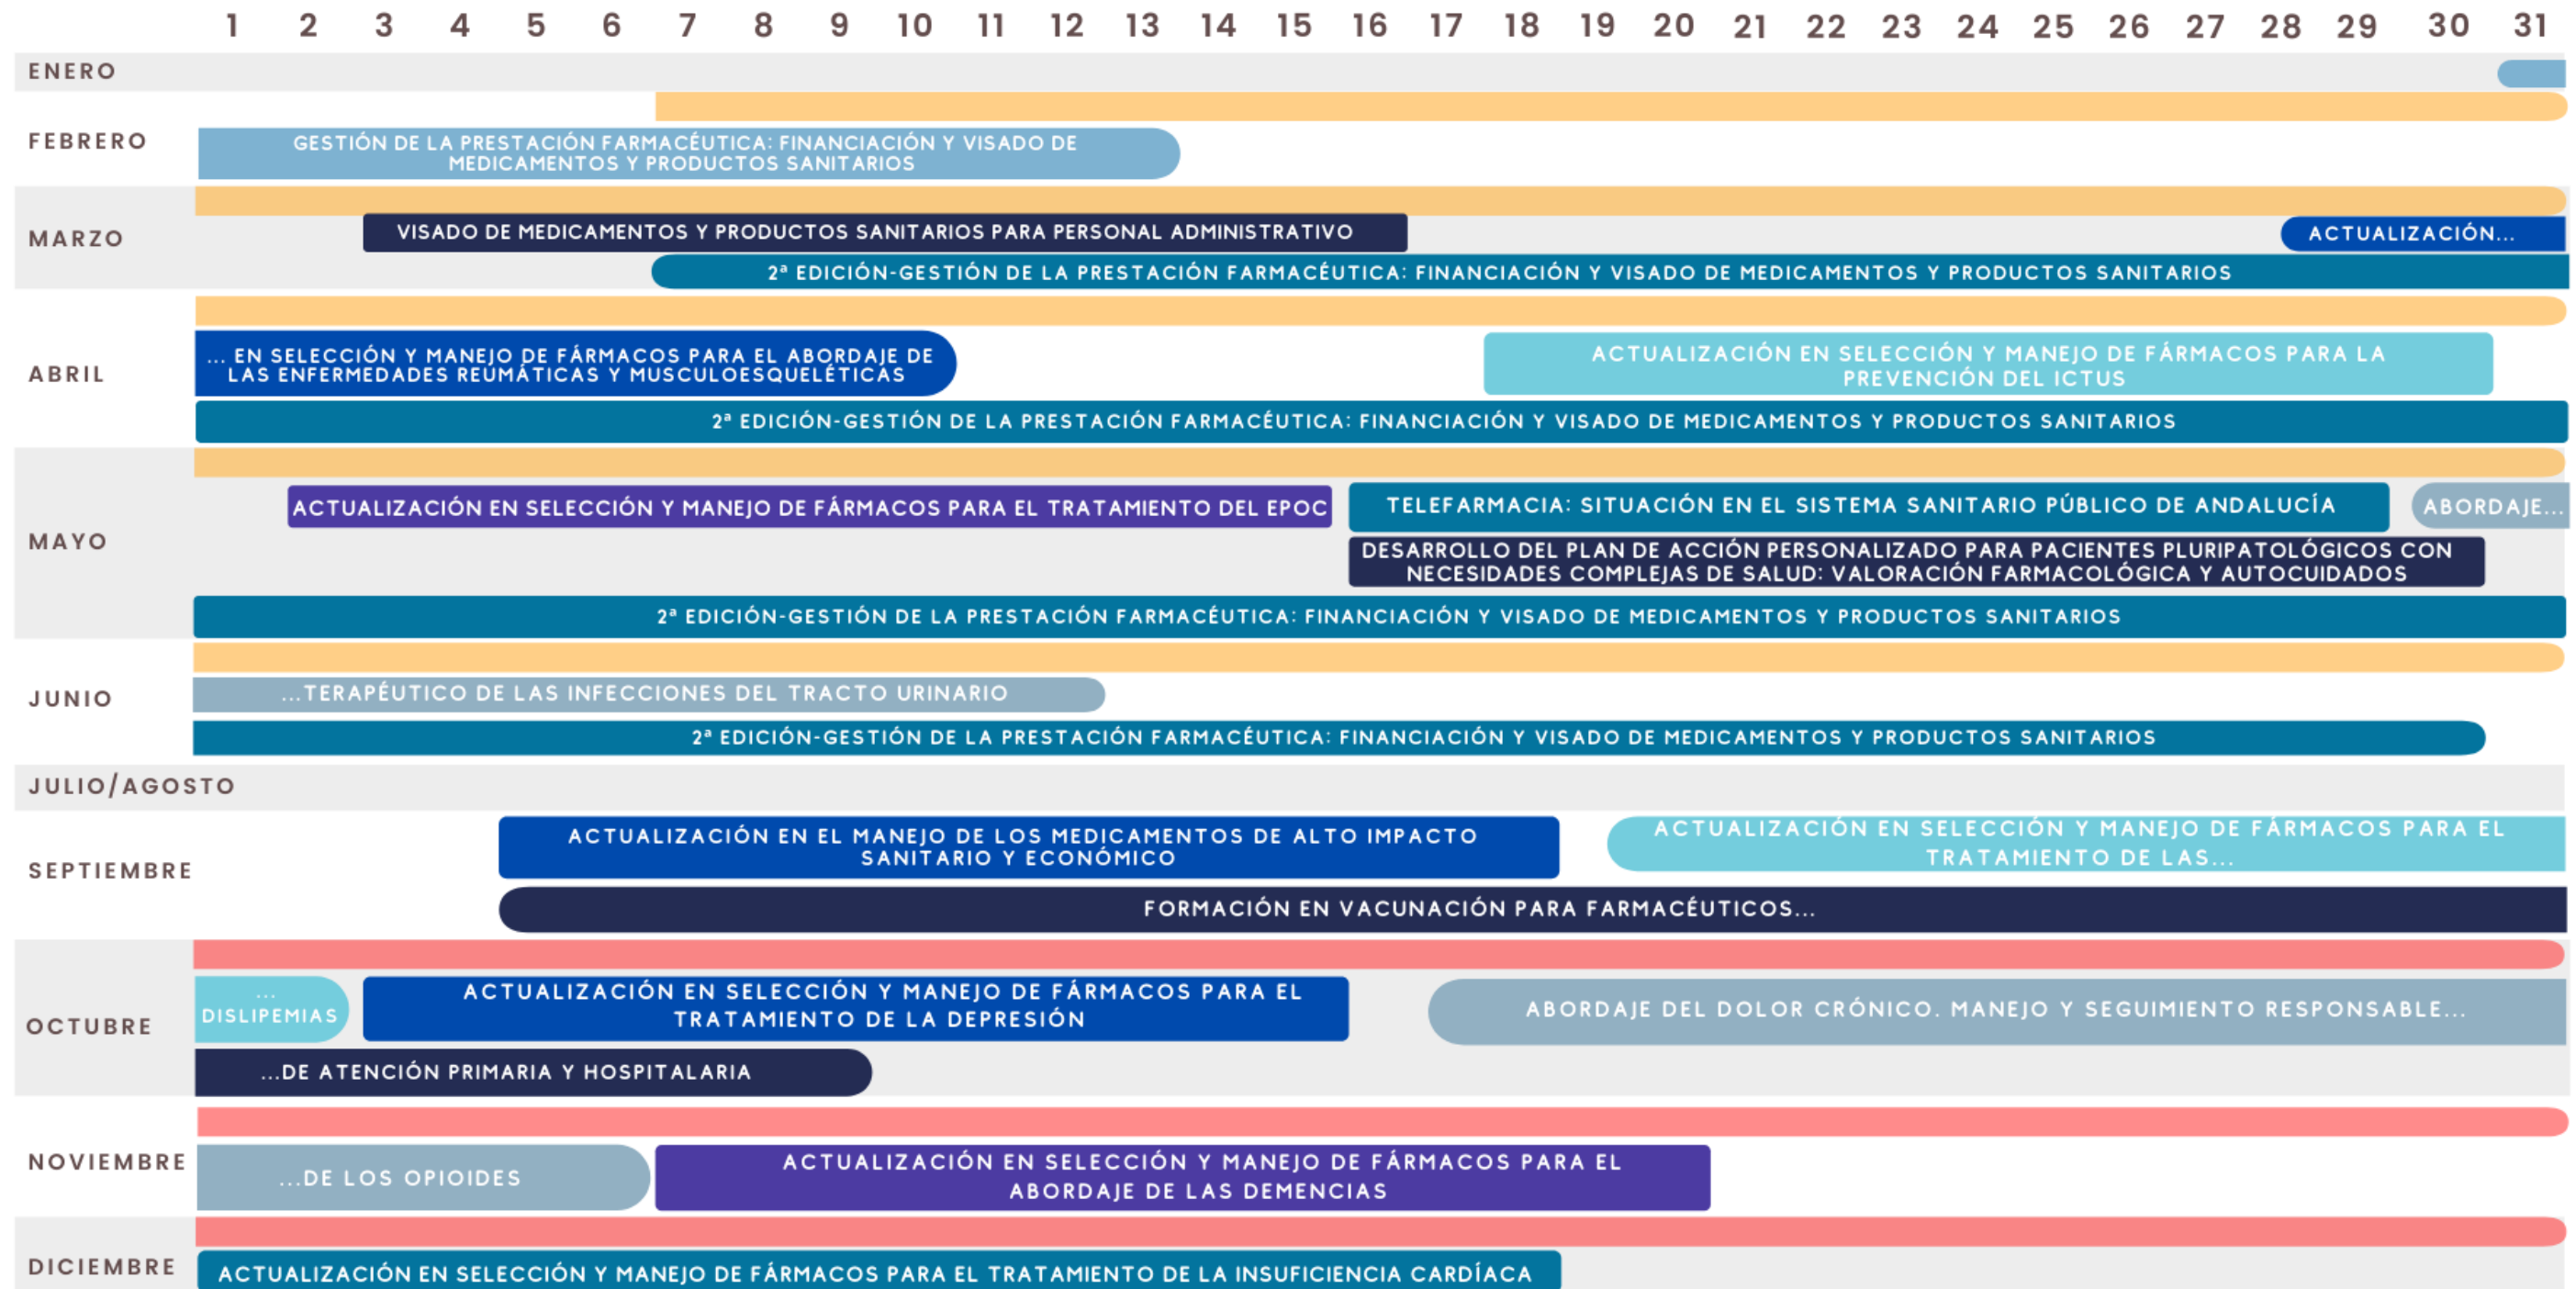 1 2 3 4 5 6 7 8 9 10 11 12 13 14 15 16 17 18 19 20 21 22 23 24 25 26 27 28 29 30 31
ENERO
FEBRERO
GESTIÓN DE LA PRESTACIÓN FARMACÉUTICA: FINANCIACIÓN Y VISADO DE
MEDICAMENTOS Y PRODUCTOS SANITARIOS
MARZO
VISADO DE MEDICAMENTOS Y PRODUCTOS SANITARIOS PARA PERSONAL ADMINISTRATIVO
ACTUALIZACIÓN...
2ª EDICIÓN-GESTIÓN DE LA PRESTACIÓN FARMACÉUTICA: FINANCIACIÓN Y VISADO DE MEDICAMENTOS Y PRODUCTOS SANITARIOS
ABRIL
... EN SELECCIÓN Y MANEJO DE FÁRMACOS PARA EL ABORDAJE DE
LAS ENFERMEDADES REUMÁTICAS Y MUSCULOESQUELÉTICAS
ACTUALIZACIÓN EN SELECCIÓN Y MANEJO DE FÁRMACOS PARA LA
PREVENCIÓN DEL ICTUS
2ª EDICIÓN-GESTIÓN DE LA PRESTACIÓN FARMACÉUTICA: FINANCIACIÓN Y VISADO DE MEDICAMENTOS Y PRODUCTOS SANITARIOS
MAYO
ACTUALIZACIÓN EN SELECCIÓN Y MANEJO DE FÁRMACOS PARA EL TRATAMIENTO DEL EPOC
TELEFARMACIA: SITUACIÓN EN EL SISTEMA SANITARIO PÚBLICO DE ANDALUCÍA
ABORDAJE...
DESARROLLO DEL PLAN DE ACCIÓN PERSONALIZADO PARA PACIENTES PLURIPATOLÓGICOS CON
NECESIDADES COMPLEJAS DE SALUD: VALORACIÓN FARMACOLÓGICA Y AUTOCUIDADOS
2ª EDICIÓN-GESTIÓN DE LA PRESTACIÓN FARMACÉUTICA: FINANCIACIÓN Y VISADO DE MEDICAMENTOS Y PRODUCTOS SANITARIOS
JUNIO
...TERAPÉUTICO DE LAS INFECCIONES DEL TRACTO URINARIO
2ª EDICIÓN-GESTIÓN DE LA PRESTACIÓN FARMACÉUTICA: FINANCIACIÓN Y VISADO DE MEDICAMENTOS Y PRODUCTOS SANITARIOS
JULIO/AGOSTO
SEPTIEMBRE
ACTUALIZACIÓN EN EL MANEJO DE LOS MEDICAMENTOS DE ALTO IMPACTO
SANITARIO Y ECONÓMICO
ACTUALIZACIÓN EN SELECCIÓN Y MANEJO DE FÁRMACOS PARA EL
TRATAMIENTO DE LAS...
FORMACIÓN EN VACUNACIÓN PARA FARMACÉUTICOS...
OCTUBRE
...
DISLIPEMIAS
ACTUALIZACIÓN EN SELECCIÓN Y MANEJO DE FÁRMACOS PARA EL
TRATAMIENTO DE LA DEPRESIÓN
ABORDAJE DEL DOLOR CRÓNICO. MANEJO Y SEGUIMIENTO RESPONSABLE...
...DE ATENCIÓN PRIMARIA Y HOSPITALARIA
NOVIEMBRE
...DE LOS OPIOIDES
ACTUALIZACIÓN EN SELECCIÓN Y MANEJO DE FÁRMACOS PARA EL
ABORDAJE DE LAS DEMENCIAS
DICIEMBRE
ACTUALIZACIÓN EN SELECCIÓN Y MANEJO DE FÁRMACOS PARA EL TRATAMIENTO DE LA INSUFICIENCIA CARDÍACA